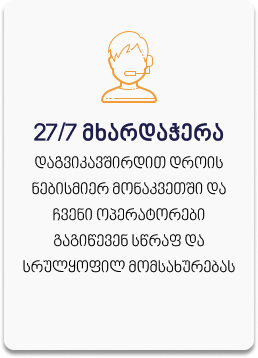 27/7 მხარდაჭერა
დაგვიკავშირდით დროის
ნებისმიერ მონაკვეთში და
ჩვენი ოპერატორები
გაგიწევენ სწრაფ და
სრულყოფილ მომსახურებას